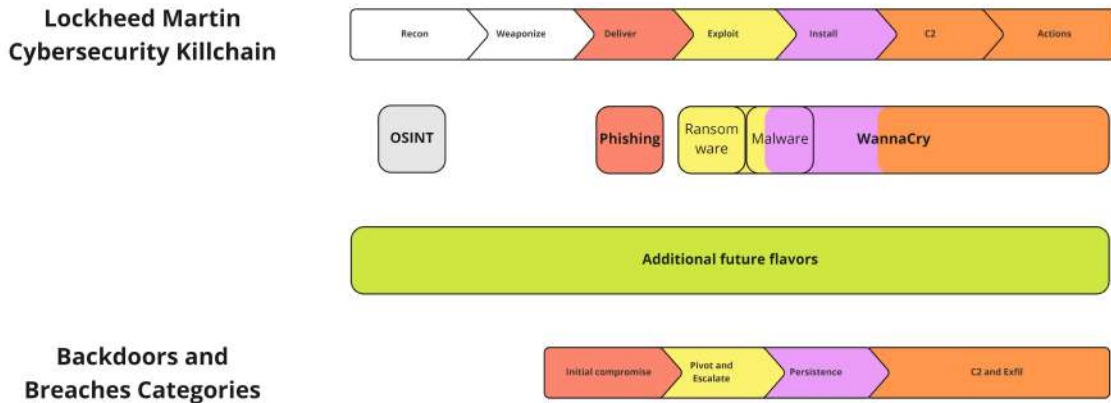 Lockheed Martin
Cybersecurity Killchain
Recon
Weaponize
Deliver
Exploit
Install
C2
Actions
OSINT
Phishing
Ransom
ware
Malware
WannaCry
Additional future flavors
Backdoors and
Breaches Categories
Initial compromise
Pivot and
Escalate
Persistence
C2 and Exfil